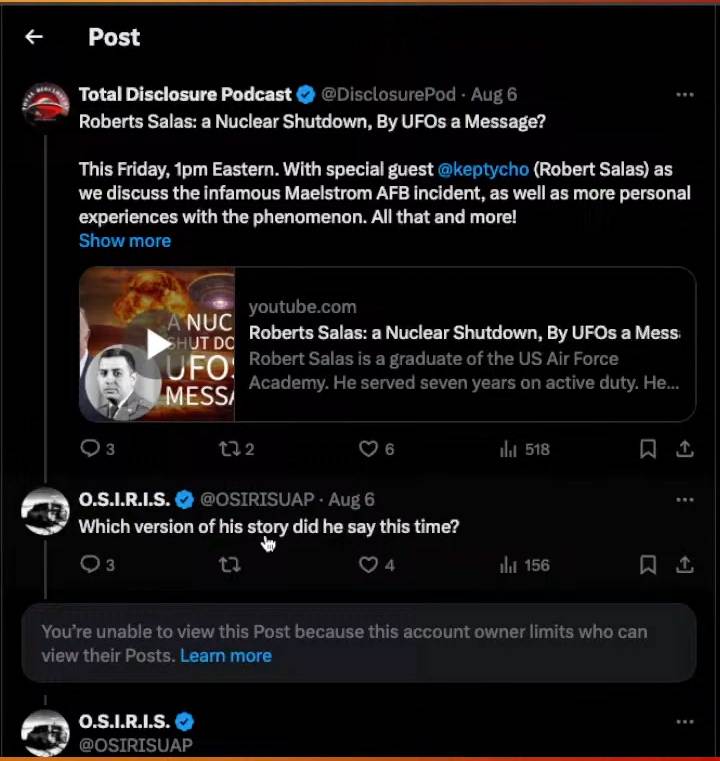 Post
Total Disclosure Podcast @DisclosurePod · Aug 6
Roberts Salas: a Nuclear Shutdown, By UFOs a Message?
This Friday, 1pm Eastern. With special guest @keptycho (Robert Salas) as
we discuss the infamous Maelstrom AFB incident, as well as more personal
experiences with the phenomenon. All that and more!
Show more
A NUC
SHUT DO
UFO
MESSA
youtube.com
Roberts Salas: a Nuclear Shutdown, By UFOs a Mess
Robert Salas is a graduate of the US Air Force
Academy. He served seven years on active duty. He...
3 2 6 518
O.S.I.R.I.S. @OSIRISUAP · Aug 6
Which version of his story did he say this time?
3 4 156
You're unable to view this Post because this account owner limits who can
view their Posts. Learn more
O.S.I.R.I.S.
@OSIRISUAP